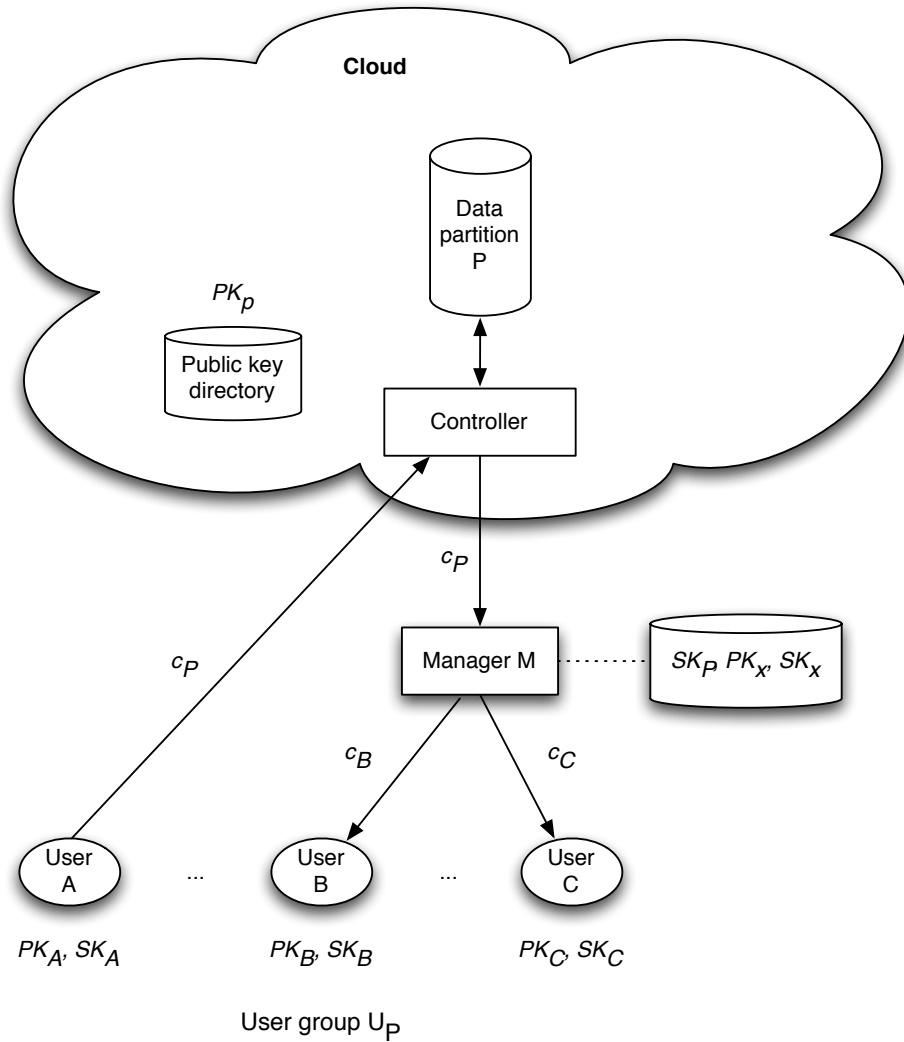 Cloud
Data
partition
P
PK_p
Public key
directory
Controller
c_P
Manager M
SK_P, PK_x, SK_x
c_P
c_B
c_C
User
A
...
User
B
...
User
C
PK_A, SK_A
PK_B, SK_B
PK_C, SK_C
User group U_P